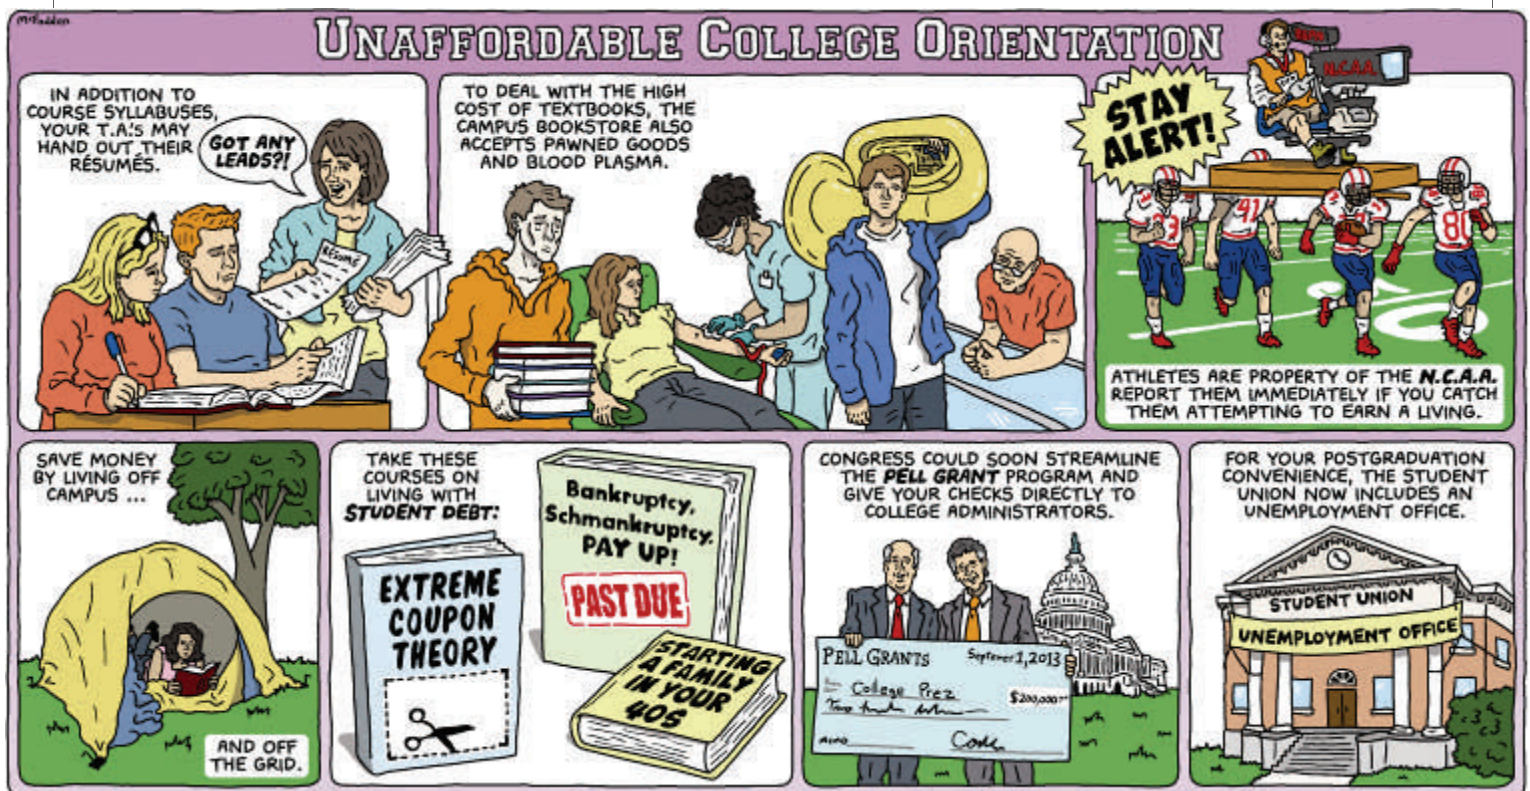 McFadden
UNAFFORDABLE COLLEGE ORIENTATION
IN ADDITION TO
COURSE SYLLABUSES,
YOUR T.A.'S MAY
HAND OUT THEIR
RÉSUMÉS.
GOT ANY
LEADS?!
RÉSUMÉ
TO DEAL WITH THE HIGH
COST OF TEXTBOOKS, THE
CAMPUS BOOKSTORE ALSO
ACCEPTS PAWNED GOODS
AND BLOOD PLASMA.
STAY
ALERT!
N.C.A.A.
3
41
80
ATHLETES ARE PROPERTY OF THE N.C.A.A.
REPORT THEM IMMEDIATELY IF YOU CATCH
THEM ATTEMPTING TO EARN A LIVING.
SAVE MONEY
BY LIVING OFF
CAMPUS ...
AND OFF
THE GRID.
TAKE THESE
COURSES ON
LIVING WITH
STUDENT DEBT:
EXTREME
COUPON
THEORY
Bankruptcy,
Schmankruptcy.
PAY UP!
PAST DUE
STARTING
A FAMILY
IN YOUR
40S
CONGRESS COULD SOON STREAMLINE
THE PELL GRANT PROGRAM AND
GIVE YOUR CHECKS DIRECTLY TO
COLLEGE ADMINISTRATORS.
PELL GRANTS
September 1, 2013
College Prez
$200,000
FOR YOUR POSTGRADUATION
CONVENIENCE, THE STUDENT
UNION NOW INCLUDES AN
UNEMPLOYMENT OFFICE.
STUDENT UNION
UNEMPLOYMENT OFFICE